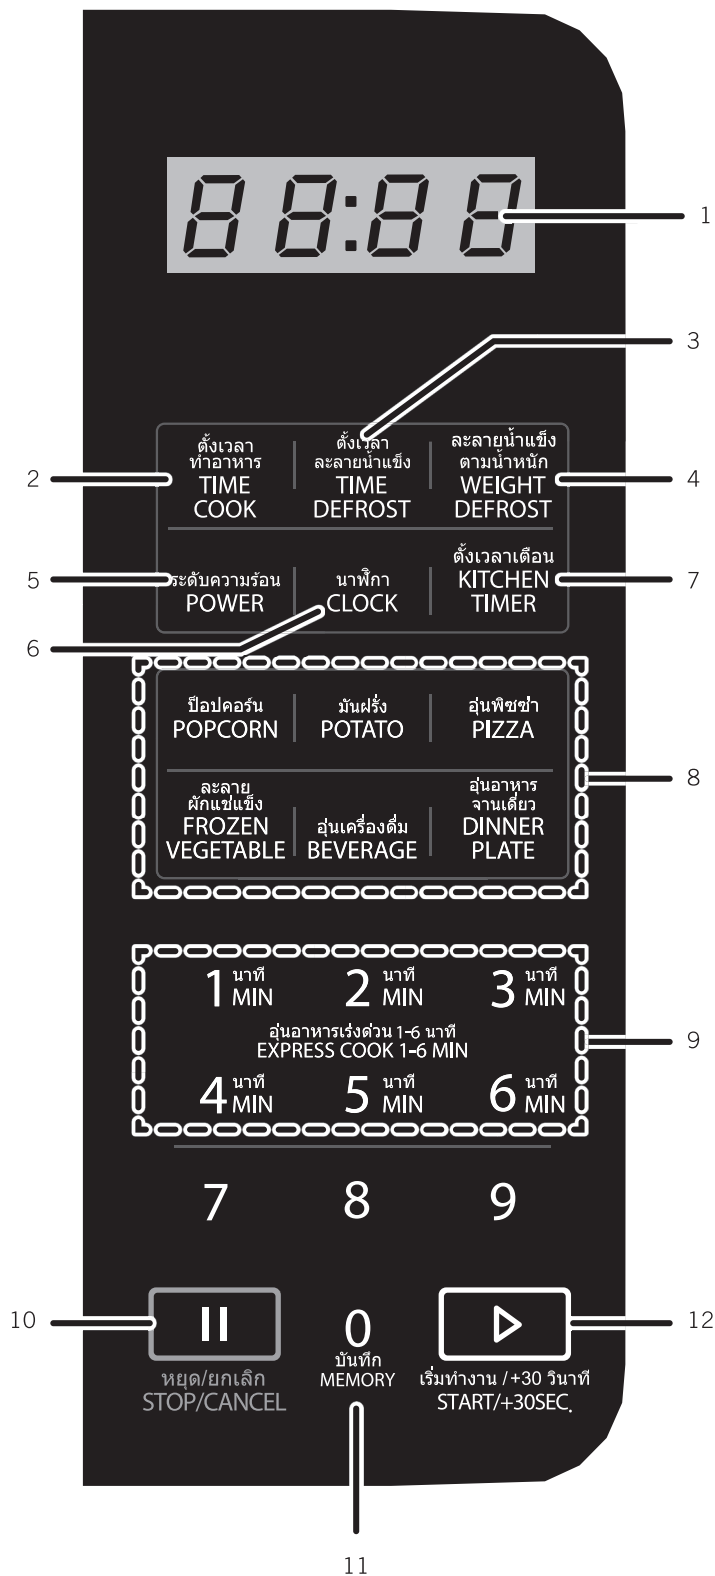 88:88
1
3
ตั้งเวลา
ทำอาหาร
TIME
COOK
ตั้งเวลา
ละลายน้ำแข็ง
TIME
DEFROST
ละลายน้ำแข็ง
ตามน้ำหนัก
WEIGHT
DEFROST
2
4
ระดับความร้อน
POWER
นาฬิกา
CLOCK
ตั้งเวลาเตือน
KITCHEN
TIMER
5
7
6
ป็อปคอร์น
POPCORN
มันฝรั่ง
POTATO
อุ่นพิซซ่า
PIZZA
8
ละลาย
ผักแช่แข็ง
FROZEN
VEGETABLE
อุ่นเครื่องดื่ม
BEVERAGE
อุ่นอาหาร
จานเดี่ยว
DINNER
PLATE
1 นาที MIN
2 นาที MIN
3 นาที MIN
อุ่นอาหารเร่งด่วน 1-6 นาที
EXPRESS COOK 1-6 MIN
9
4 นาที MIN
5 นาที MIN
6 นาที MIN
7 8 9
10
12
หยุด/ยกเลิก
STOP/CANCEL
0
บันทึก
MEMORY
เริ่มทำงาน /+30 วินาที
START/+30SEC.
11